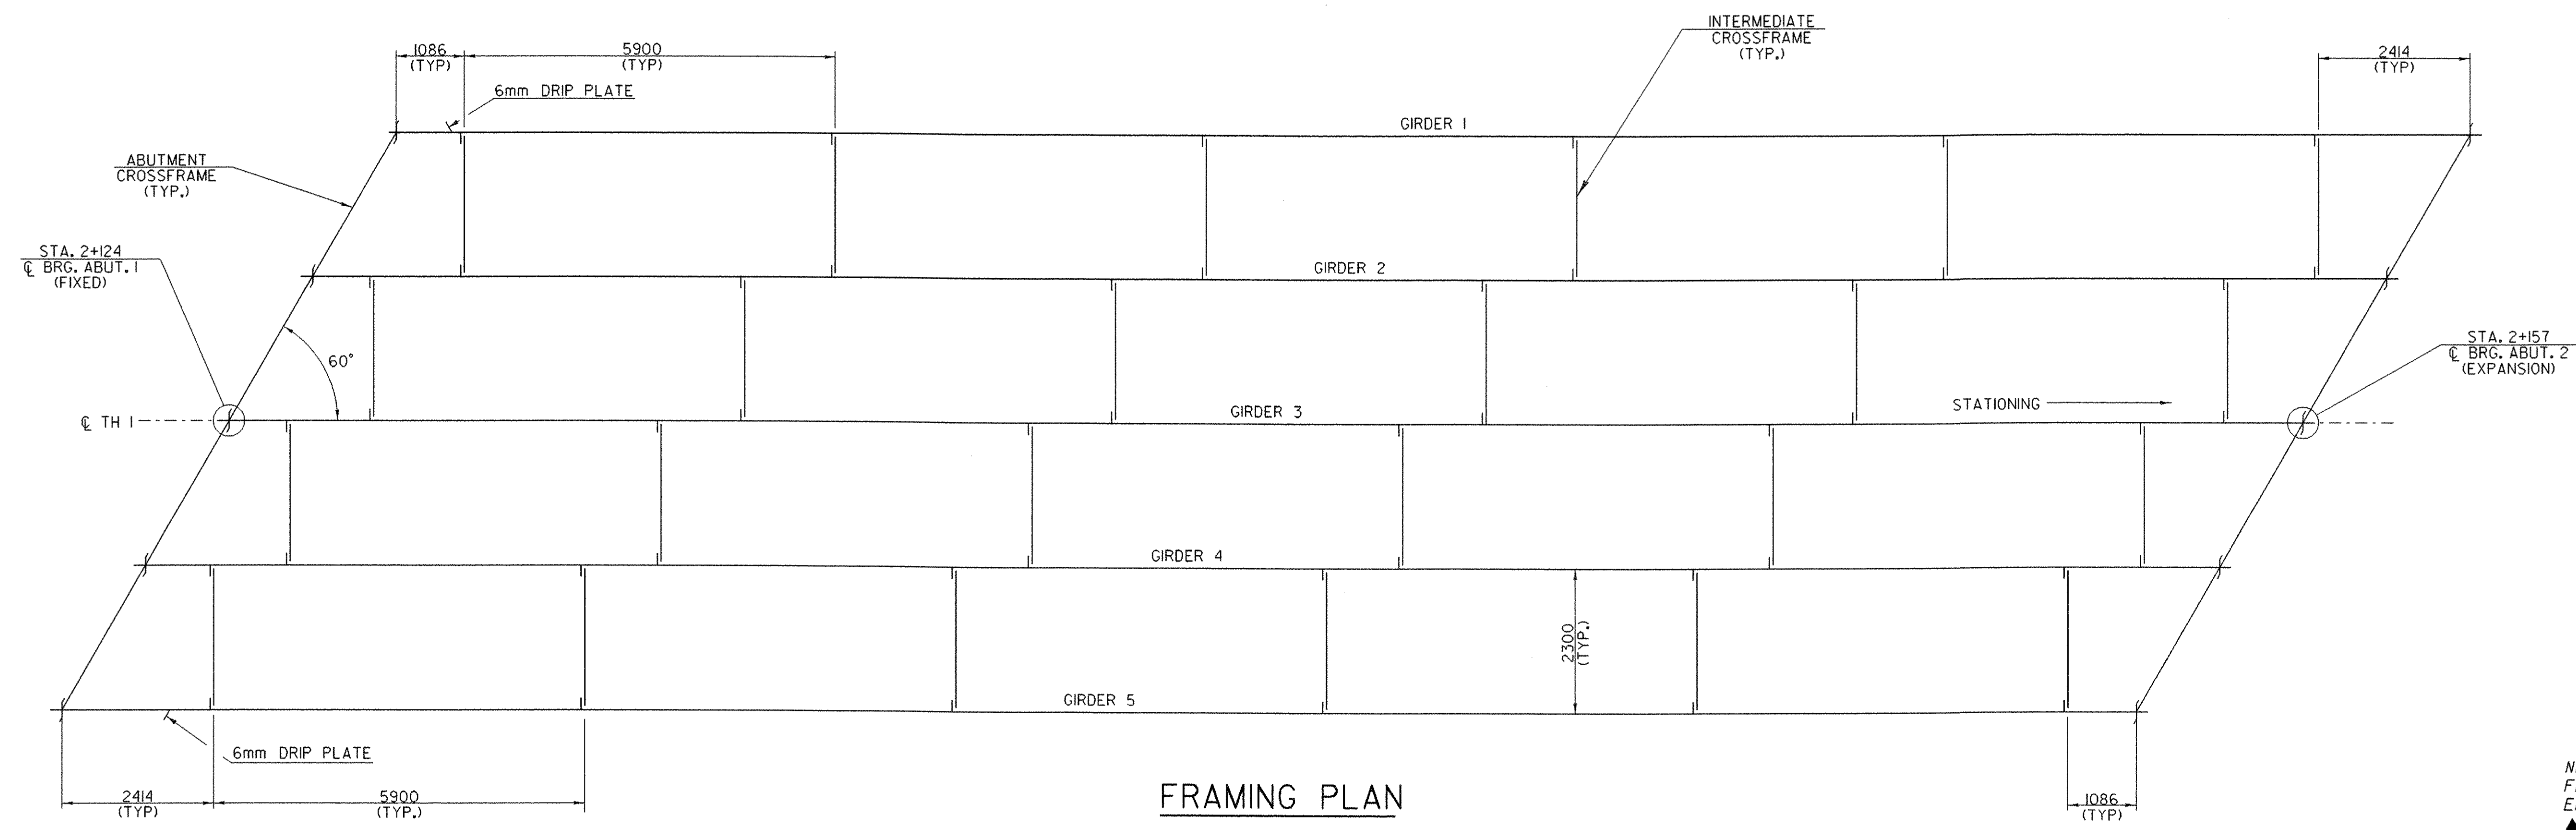 INTERMEDIATE
CROSSFRAME
(TYP.)
1086
(TYP)
5900
(TYP)
2414
(TYP)
6mm DRIP PLATE
GIRDER 1
ABUTMENT
CROSSFRAME
(TYP.)
STA. 2+124
℄ BRG. ABUT. 1
(FIXED)
GIRDER 2
60°
STA. 2+157
℄ BRG. ABUT. 2
(EXPANSION)
℄ TH 1
GIRDER 3
STATIONING
GIRDER 4
2300
(TYP.)
GIRDER 5
6mm DRIP PLATE
2414
(TYP)
5900
(TYP.)
FRAMING PLAN
1086
(TYP)